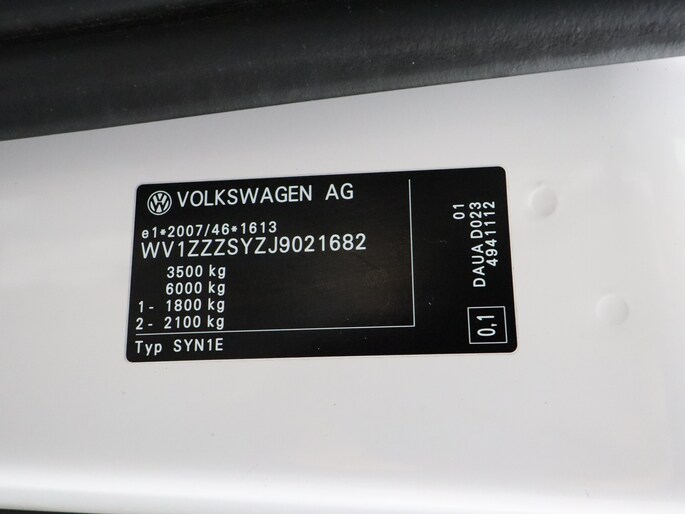 VOLKSWAGEN AG
e1*2007/46*1613
WV1ZZZSYZJ9021682
3500 kg
6000 kg
1- 1800 kg
2- 2100 kg
Typ SYN1E
01
DAUA D023
4941112
0,1